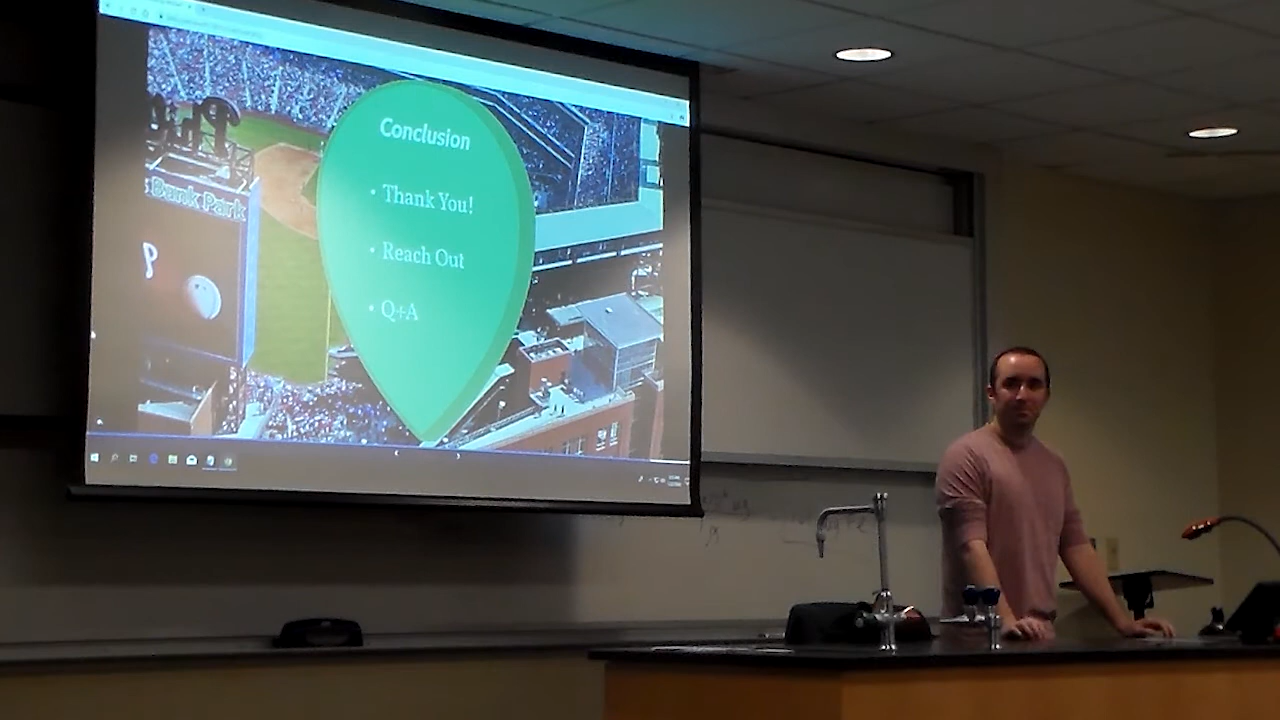 Conclusion
• Thank You!
• Reach Out
• Q+A
s Bank Park
P